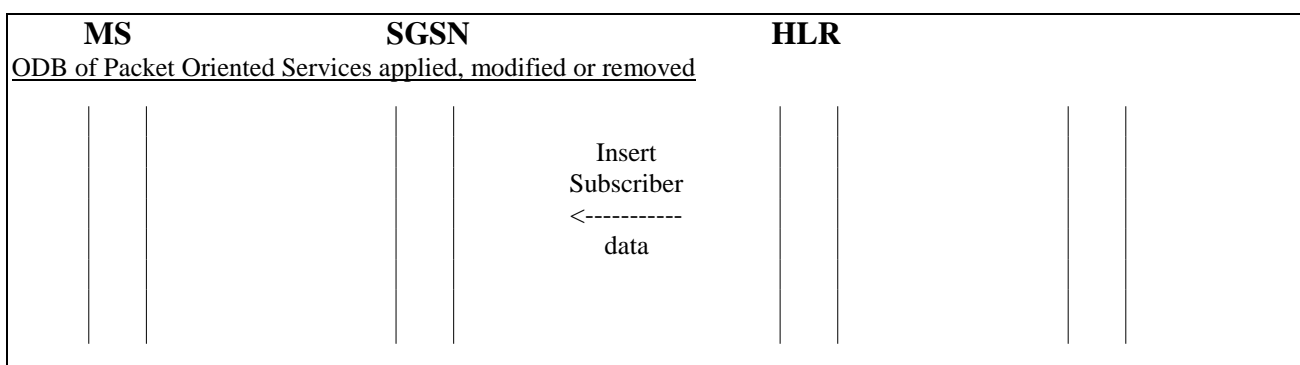 MS SGSN HLR
ODB of Packet Oriented Services applied, modified or removed
Insert
Subscriber
<-----------
data